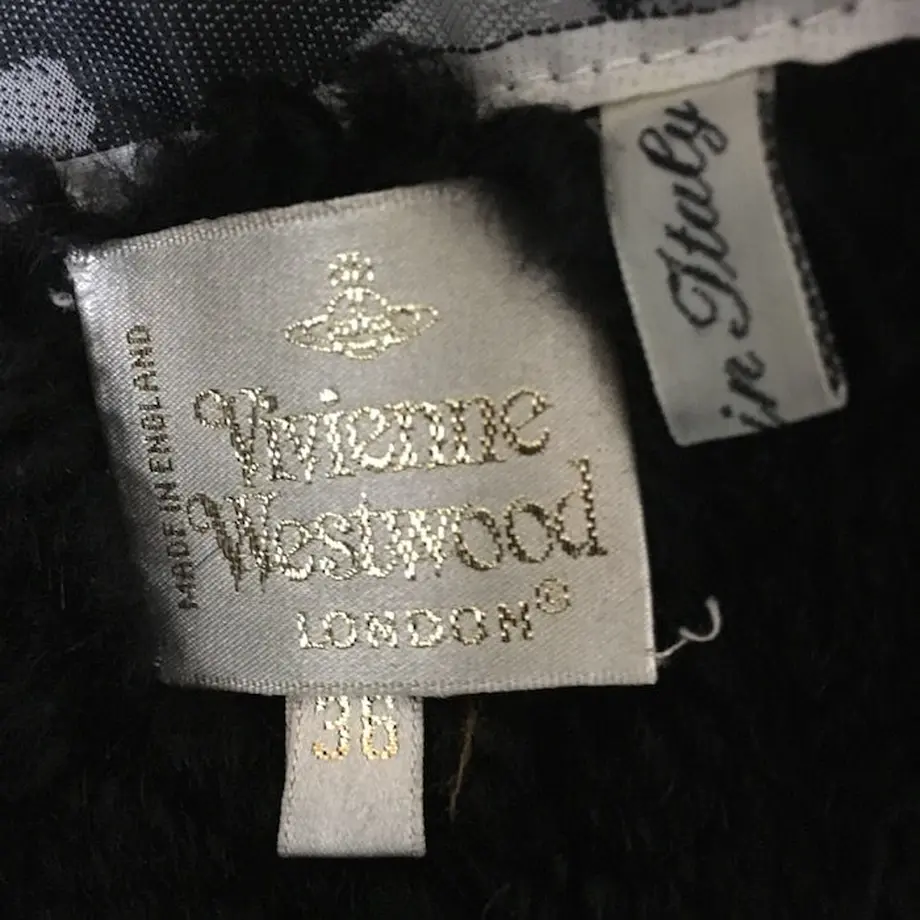 MADE IN ENGLAND
Vivienne
Westwood
LONDON©
36
in Italy